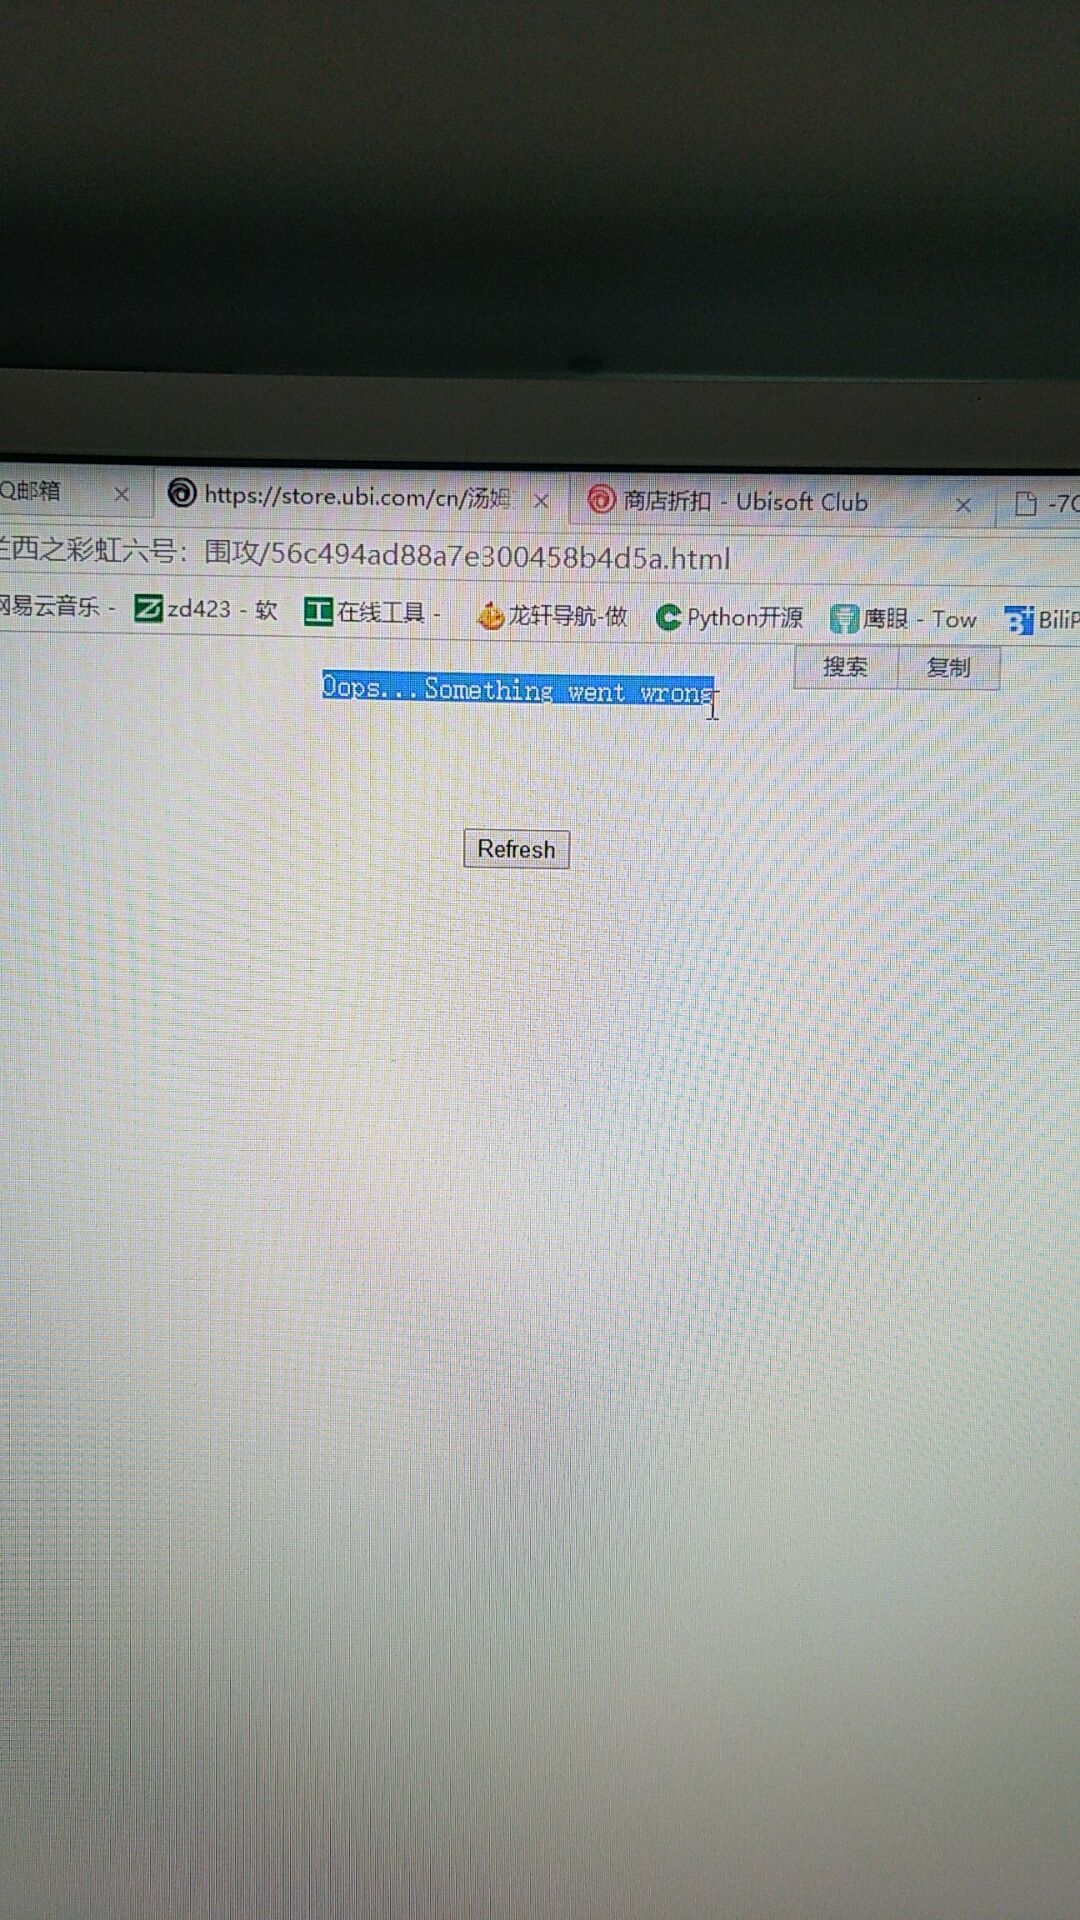 Q邮箱
https://store.ubi.com/cn/汤姆
商店折扣 - Ubisoft Club
-7
兰西之彩虹六号：围攻/56c494ad88a7e300458b4d5a.html
网易云音乐 -
zd423 - 软
在线工具 -
龙轩导航-做
Python开源
鹰眼 - Tow
BiliP
搜索
复制
Oops...Something went wrong
Refresh